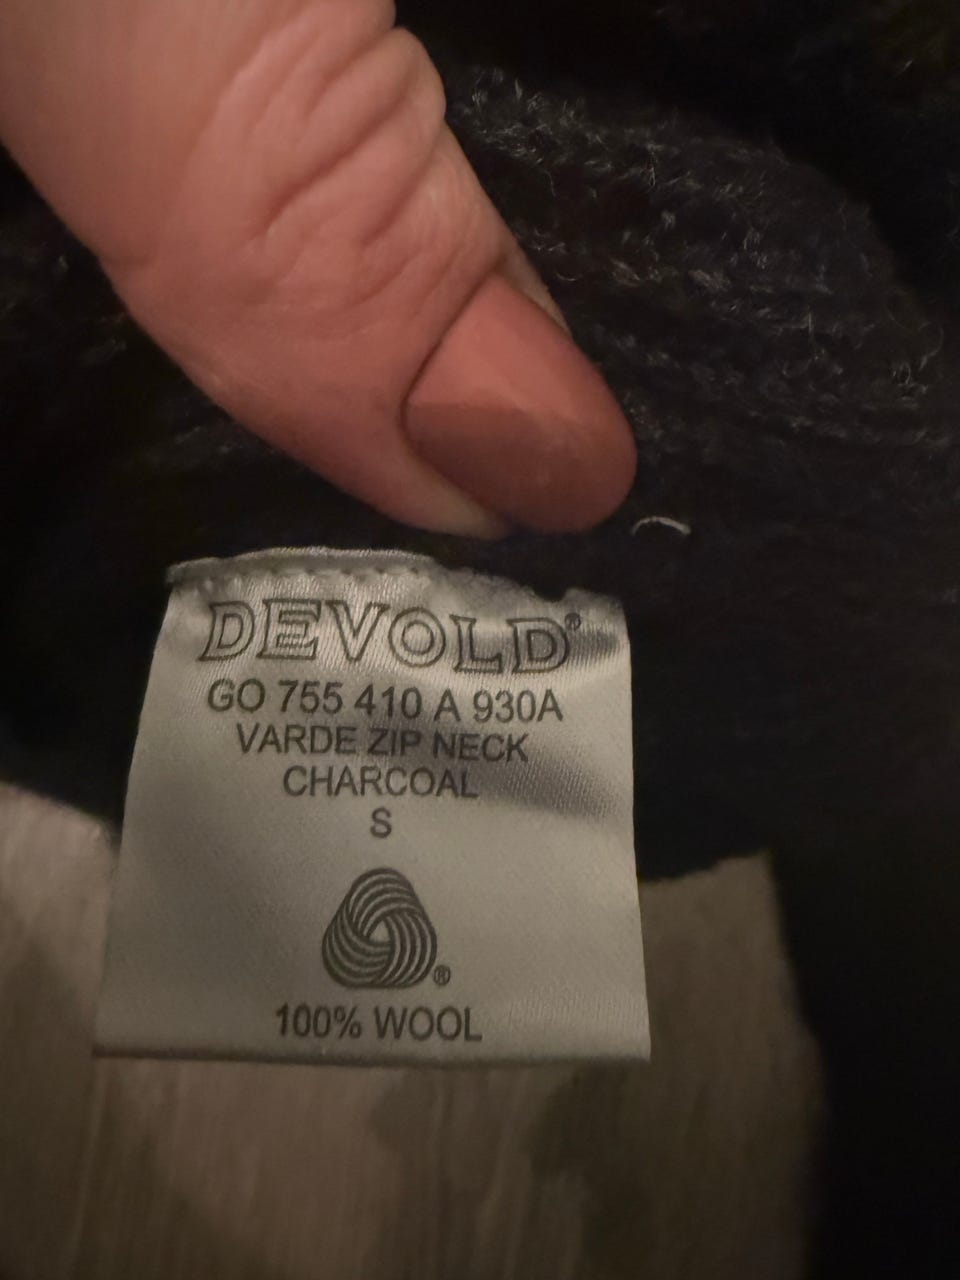 DEVOLD®
GO 755 410 A 930A
VARDE ZIP NECK
CHARCOAL
S
®
100% WOOL